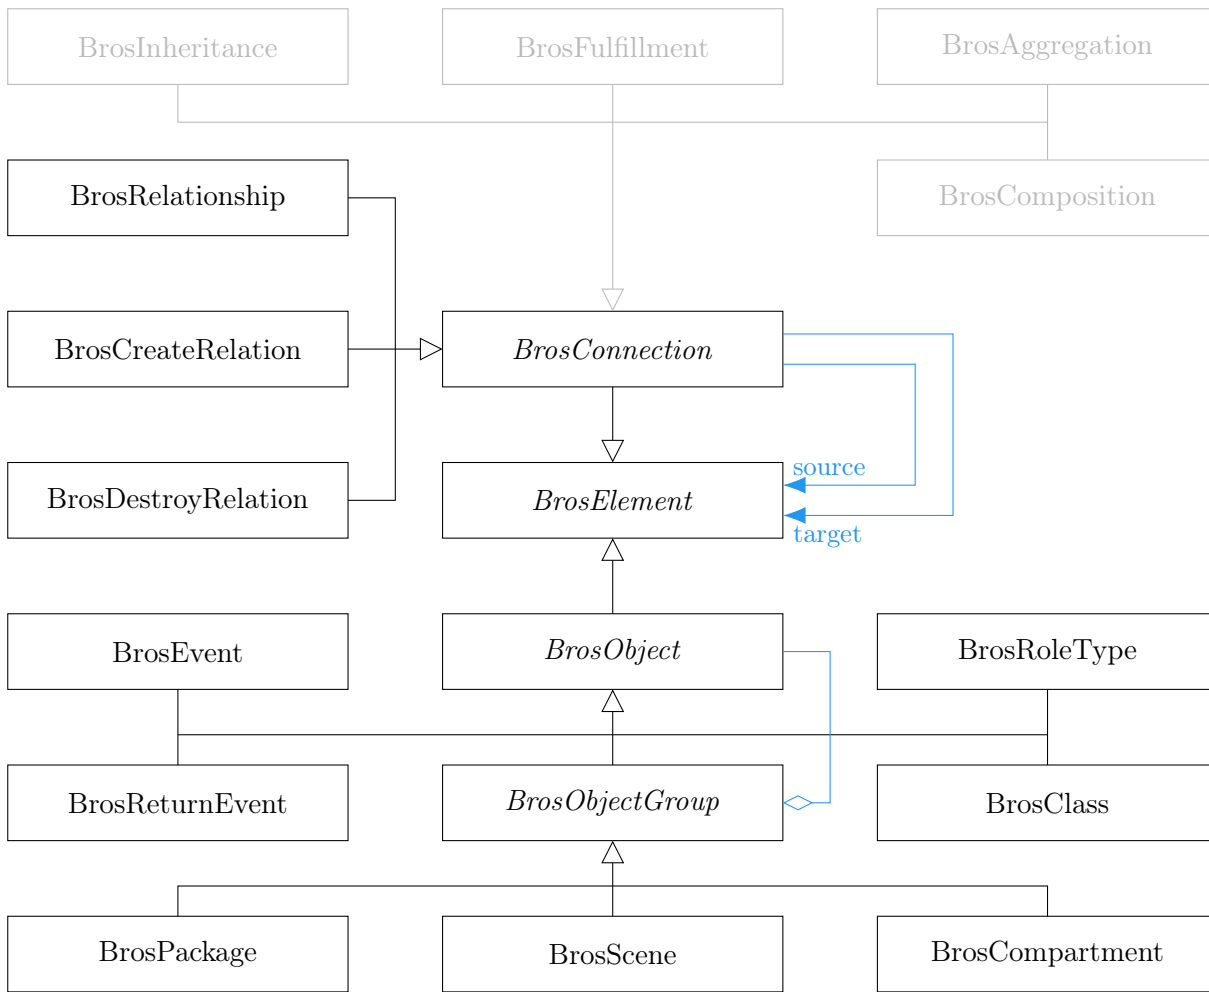 BrosInheritance
BrosFulfillment
BrosAggregation
BrosRelationship
BrosComposition
BrosCreateRelation
BrosConnection
source
BrosDestroyRelation
BrosElement
target
BrosEvent
BrosObject
BrosRoleType
BrosReturnEvent
BrosObjectGroup
BrosClass
BrosPackage
BrosScene
BrosCompartment